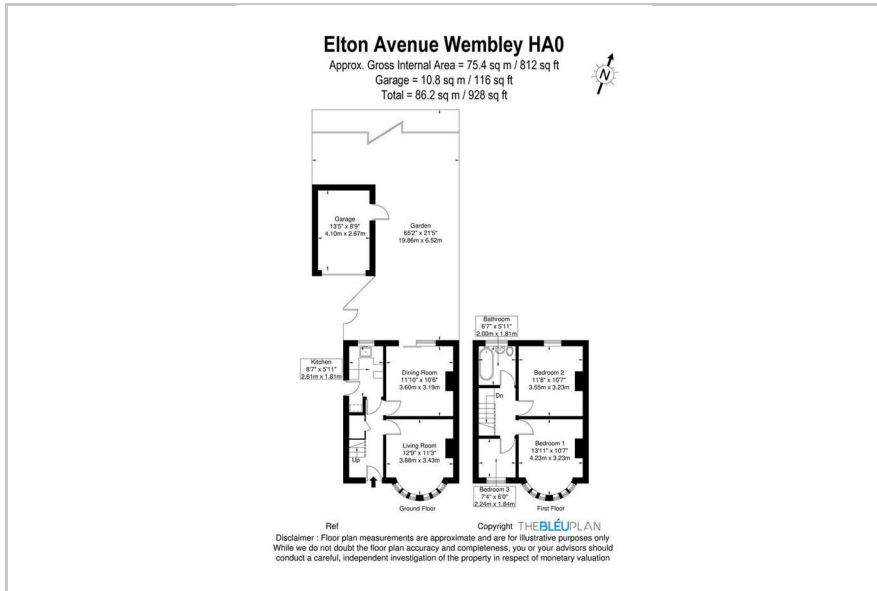 Elton Avenue Wembley HA0
Approx. Gross Internal Area = 75.4 sq m / 812 sq ft
Garage = 10.8 sq m / 116 sq ft
Total = 86.2 sq m / 928 sq ft
N
Garage
13'5" x 8'9"
4.10m x 2.67m
Garden
65'2" x 21'5"
19.86m x 6.52m
Kitchen
8'7" x 5'11"
2.61m x 1.81m
Dining Room
11'10" x 10'6"
3.60m x 3.19m
Up
Living Room
12'9" x 11'3"
3.88m x 3.43m
Ground Floor
Bathroom
6'7" x 5'11"
2.00m x 1.81m
Bedroom 2
11'8" x 10'7"
3.55m x 3.23m
Dn
Bedroom 1
13'11" x 10'7"
4.23m x 3.23m
Bedroom 3
7'4" x 6'0"
2.24m x 1.84m
First Floor
Ref
Copyright THEBLÉUPLAN
Disclaimer : Floor plan measurements are approximate and are for illustrative purposes only
While we do not doubt the floor plan accuracy and completeness, you or your advisors should
conduct a careful, independent investigation of the property in respect of monetary valuation